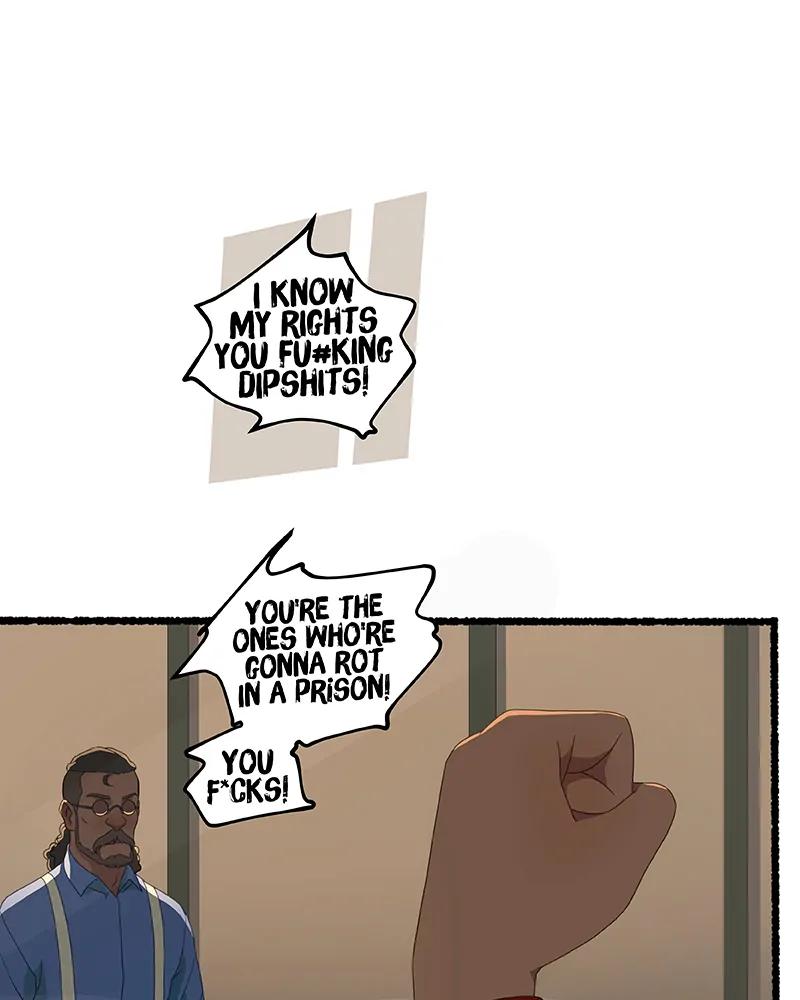 I KNOW
MY RIGHTS
YOU FU#KING
DIPSHITS!
YOU'RE THE
ONES WHO'RE
GONNA ROT
IN A PRISON!
YOU
F*CKS!